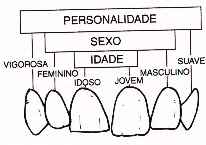 PERSONALIDADE
SEXO
IDADE
VIGOROSA
SUAVE
FEMININO
MASCULINO
IDOSO
JOVEM